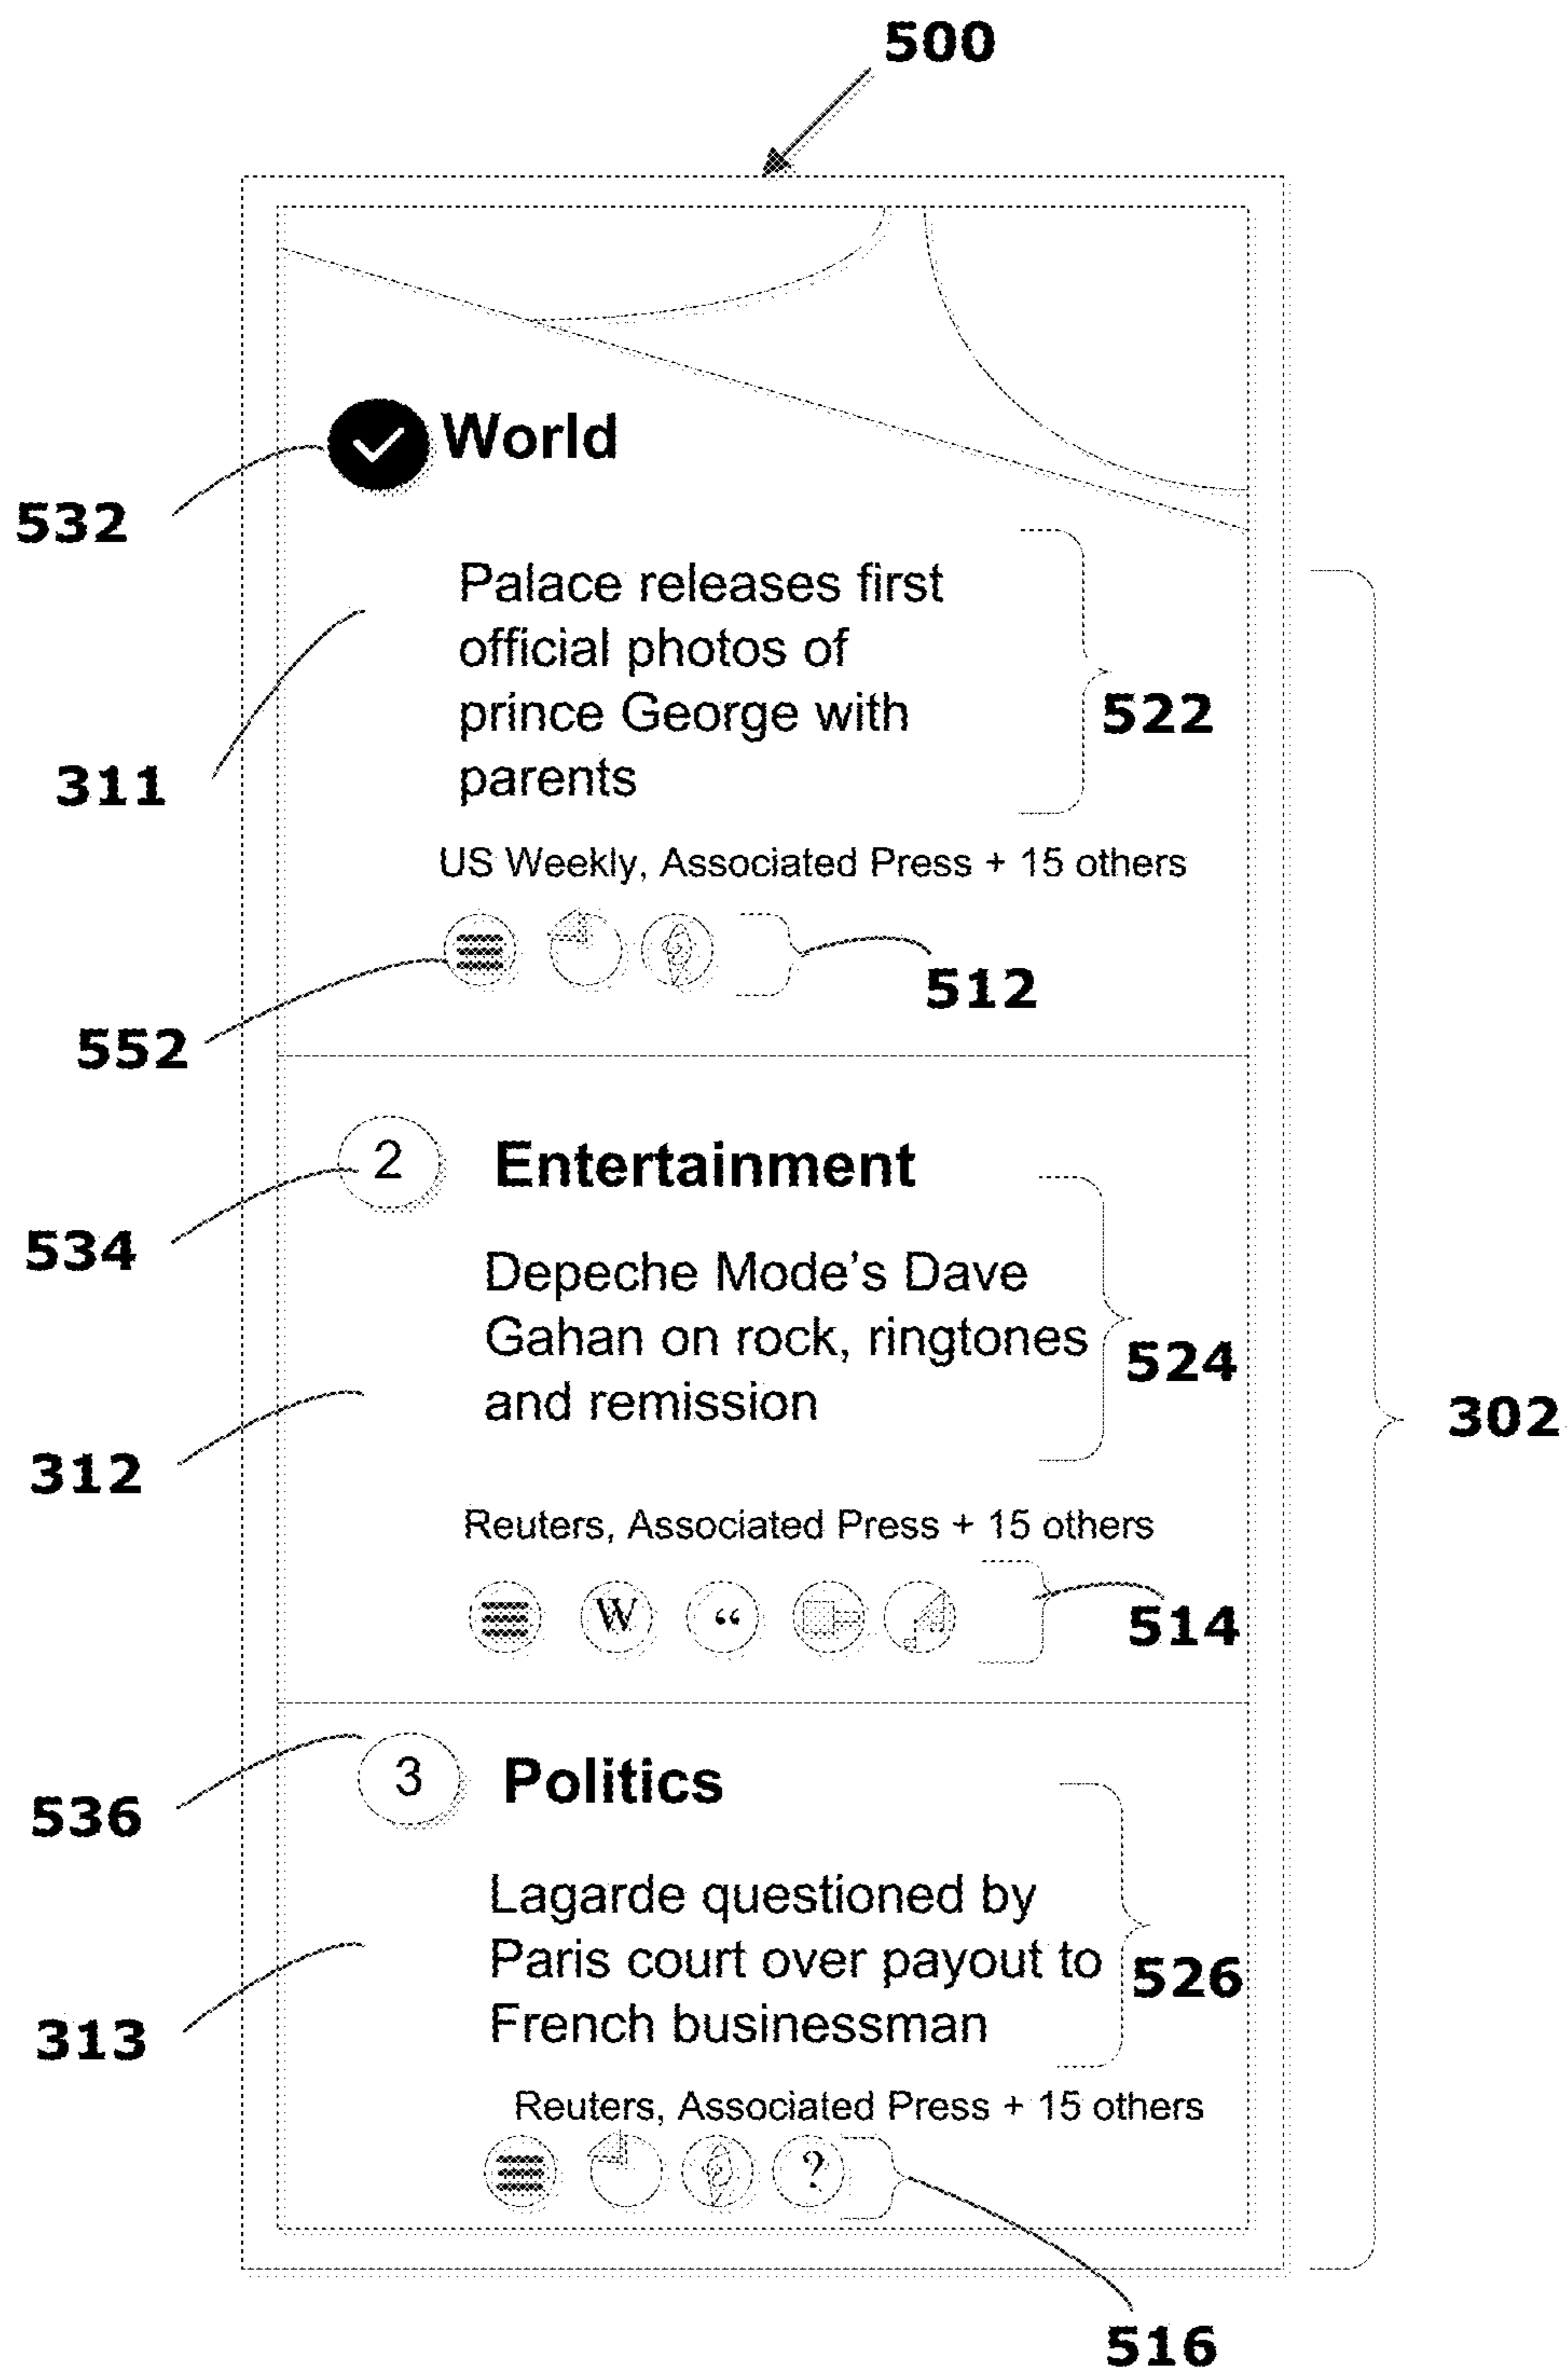 500
World
532
Palace releases first
official photos of
prince George with
parents
522
311
US Weekly, Associated Press + 15 others
512
552
2 Entertainment
534
Depeche Mode's Dave
Gahan on rock, ringtones
and remission
524
302
312
Reuters, Associated Press + 15 others
W “
514
3 Politics
536
Lagarde questioned by
Paris court over payout to
French businessman
526
313
Reuters, Associated Press + 15 others
?
516